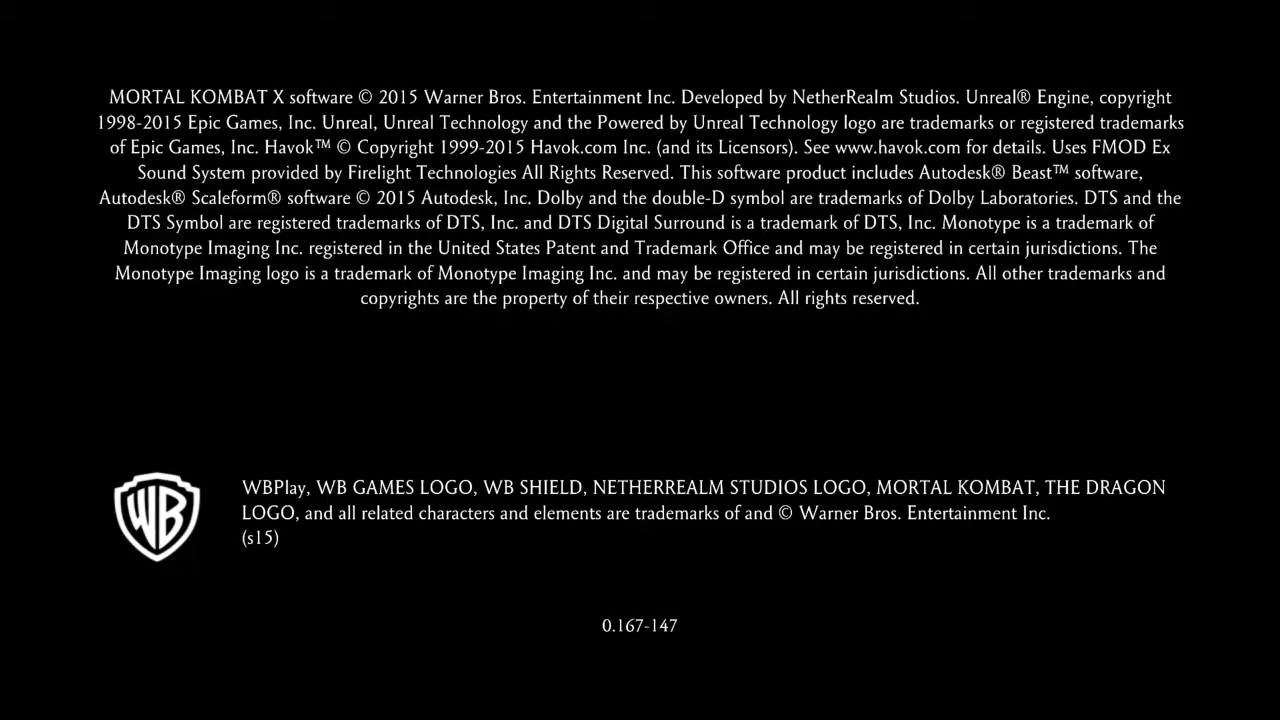 MORTAL KOMBAT X software © 2015 Warner Bros. Entertainment Inc. Developed by NetherRealm Studios. Unreal® Engine, copyright
1998-2015 Epic Games, Inc. Unreal, Unreal Technology and the Powered by Unreal Technology logo are trademarks or registered trademarks
of Epic Games, Inc. Havok™ © Copyright 1999-2015 Havok.com Inc. (and its Licensors). See www.havok.com for details. Uses FMOD Ex
Sound System provided by Firelight Technologies All Rights Reserved. This software product includes Autodesk® Beast™ software,
Autodesk® Scaleform® software © 2015 Autodesk, Inc. Dolby and the double-D symbol are trademarks of Dolby Laboratories. DTS and the
DTS Symbol are registered trademarks of DTS, Inc. and DTS Digital Surround is a trademark of DTS, Inc. Monotype is a trademark of
Monotype Imaging Inc. registered in the United States Patent and Trademark Office and may be registered in certain jurisdictions. The
Monotype Imaging logo is a trademark of Monotype Imaging Inc. and may be registered in certain jurisdictions. All other trademarks and
copyrights are the property of their respective owners. All rights reserved.
WB
WBPlay, WB GAMES LOGO, WB SHIELD, NETHERREALM STUDIOS LOGO, MORTAL KOMBAT, THE DRAGON
LOGO, and all related characters and elements are trademarks of and © Warner Bros. Entertainment Inc.
(s15)
0.167-147